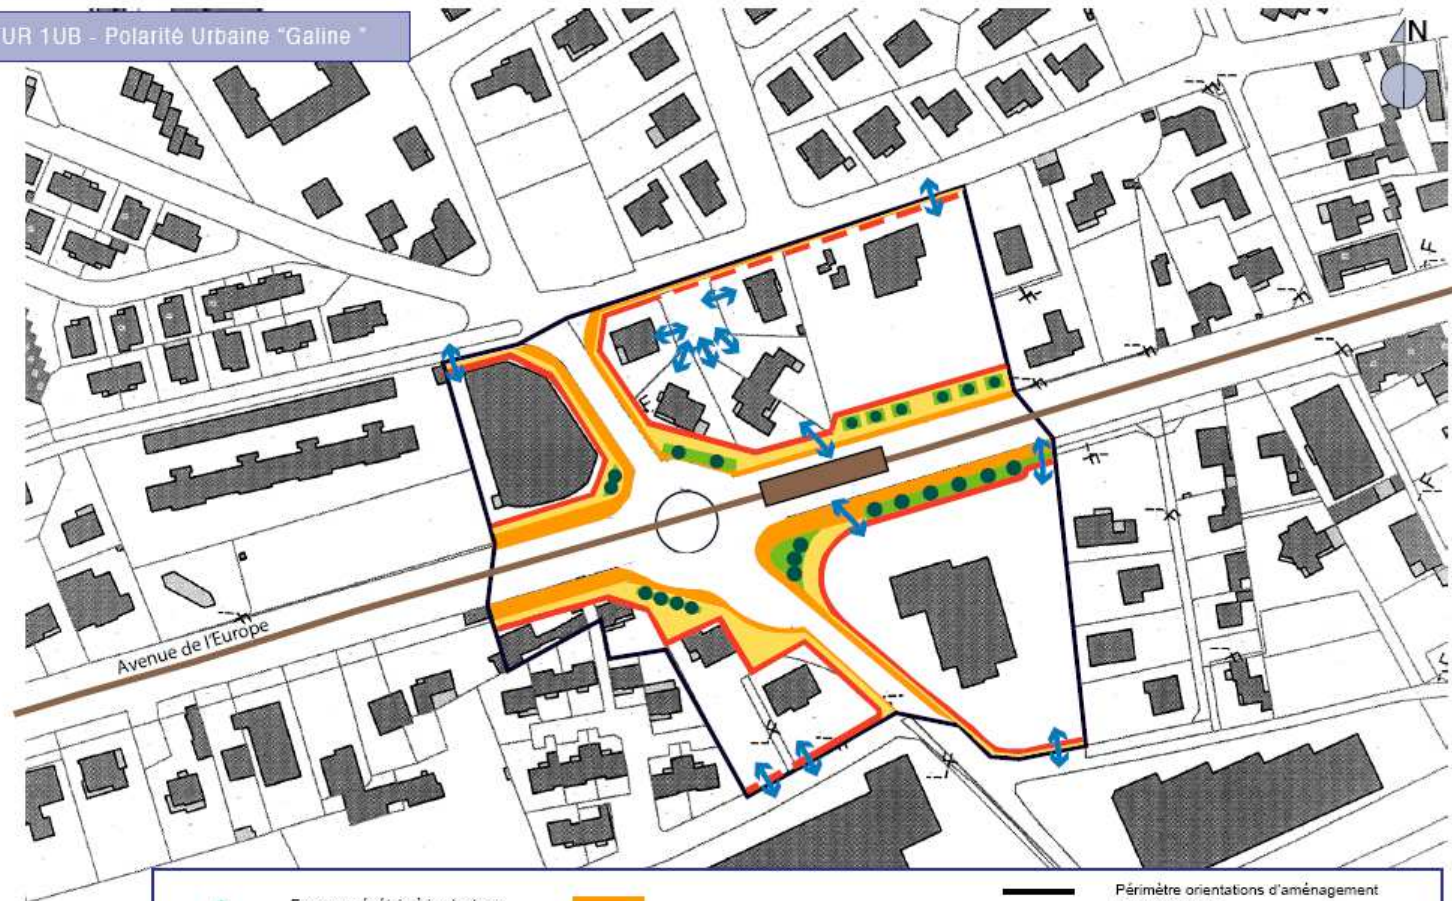 UR 1UB - Polarité Urbaine "Galine "
N
Avenue de l'Europe
Périmètre orientations d'aménagement